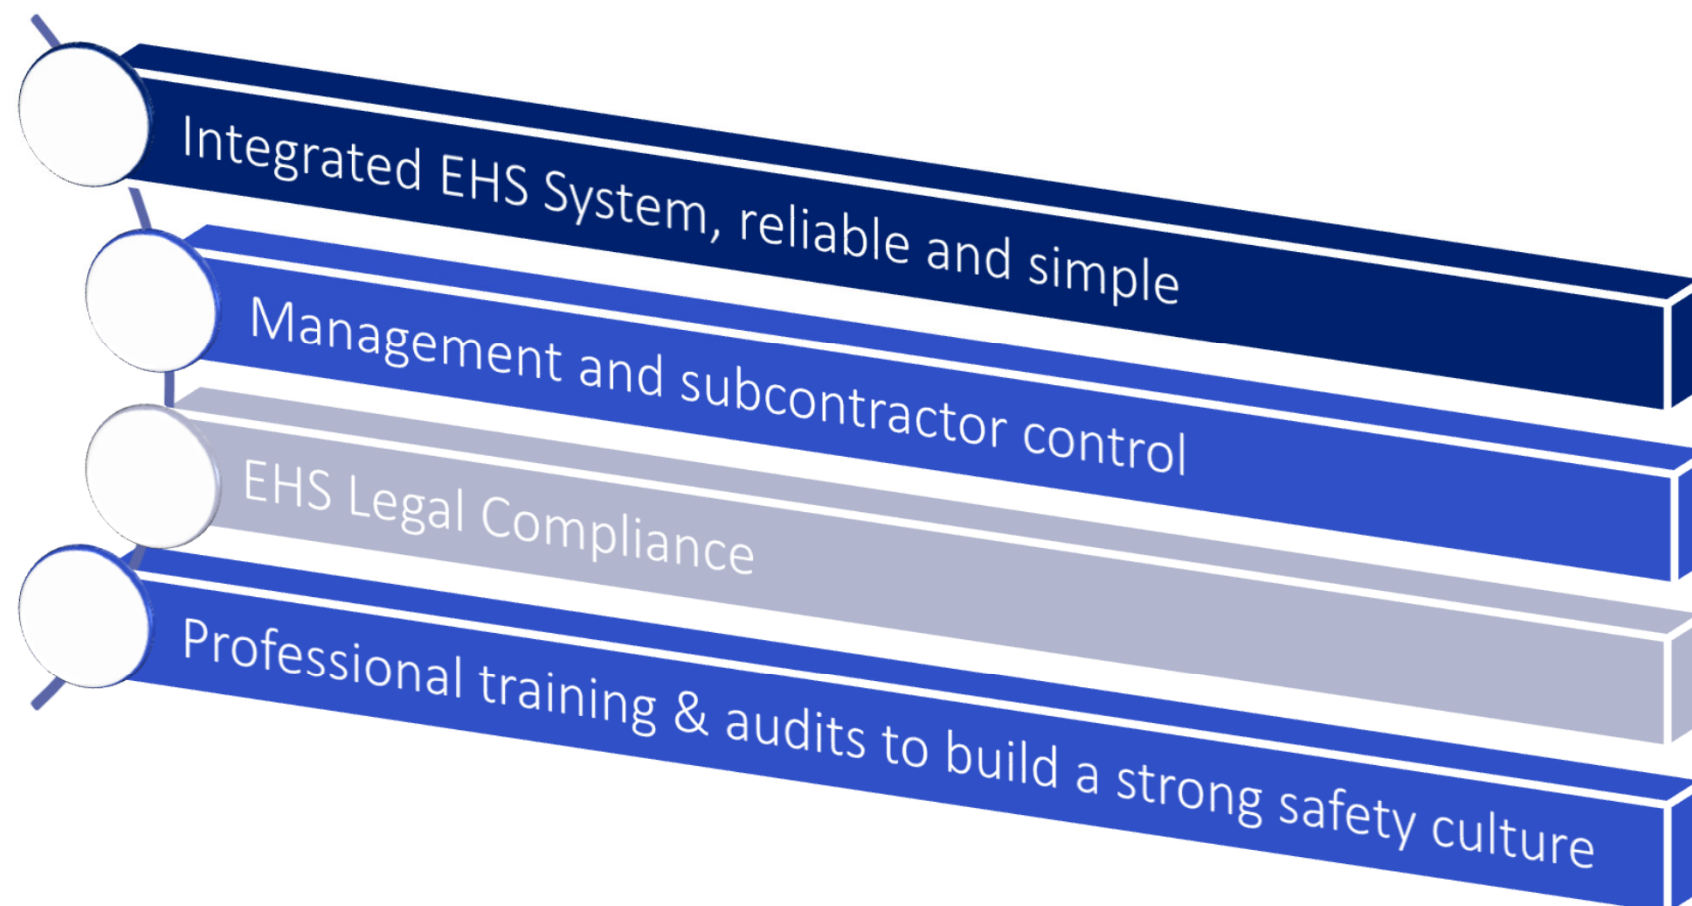 Integrated EHS System, reliable and simple
Management and subcontractor control
EHS Legal Compliance
Professional training & audits to build a strong safety culture